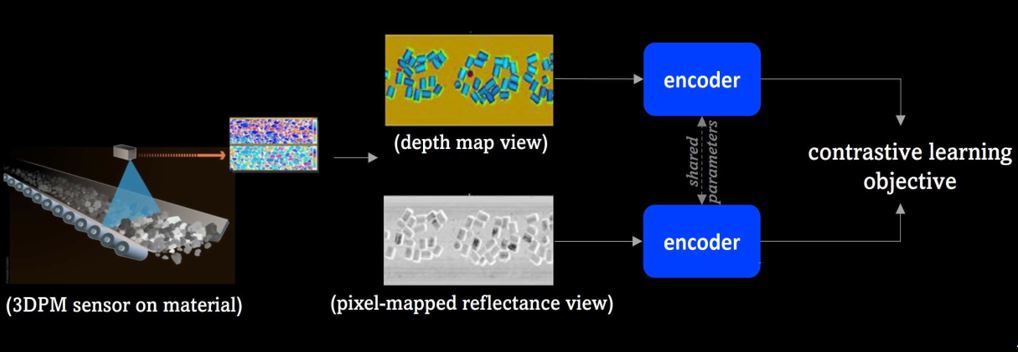 (depth map view)
encoder
(3DPM sensor on material)
(pixel-mapped reflectance view)
encoder
shared
parameters
contrastive learning
objective